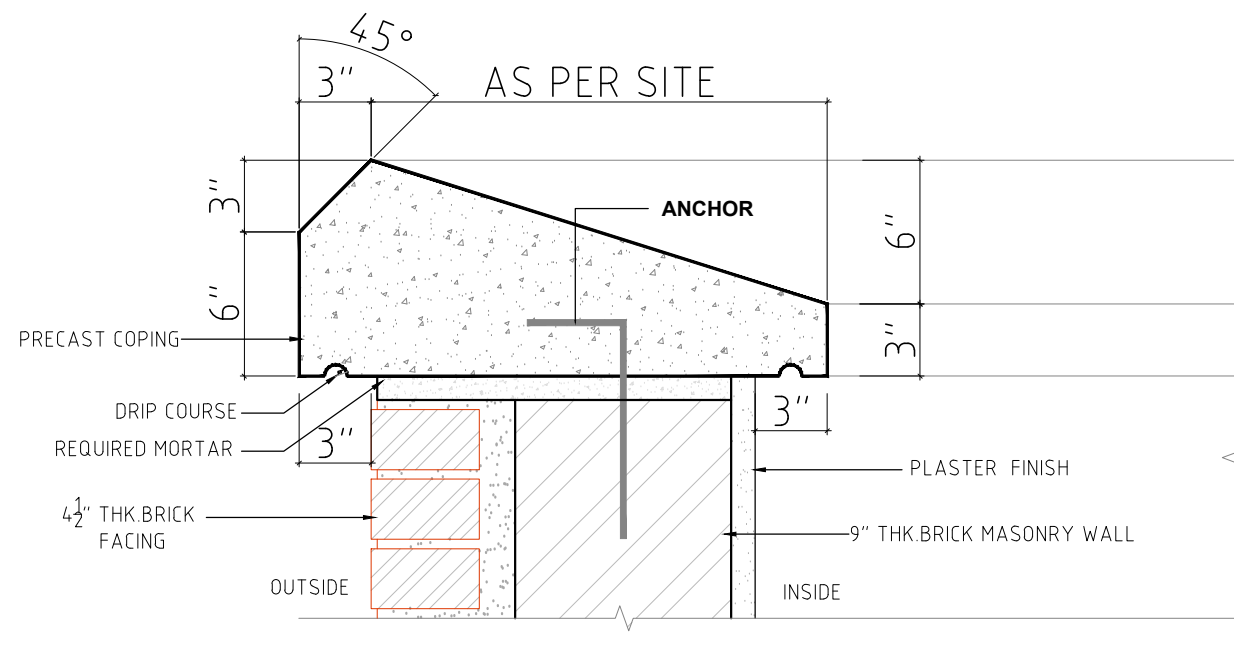 45°
3"
AS PER SITE
3"
ANCHOR
6"
6"
PRECAST COPING
3"
DRIP COURSE
3"
REQUIRED MORTAR
3"
PLASTER FINISH
4½" THK.BRICK
FACING
9" THK.BRICK MASONRY WALL
OUTSIDE
INSIDE